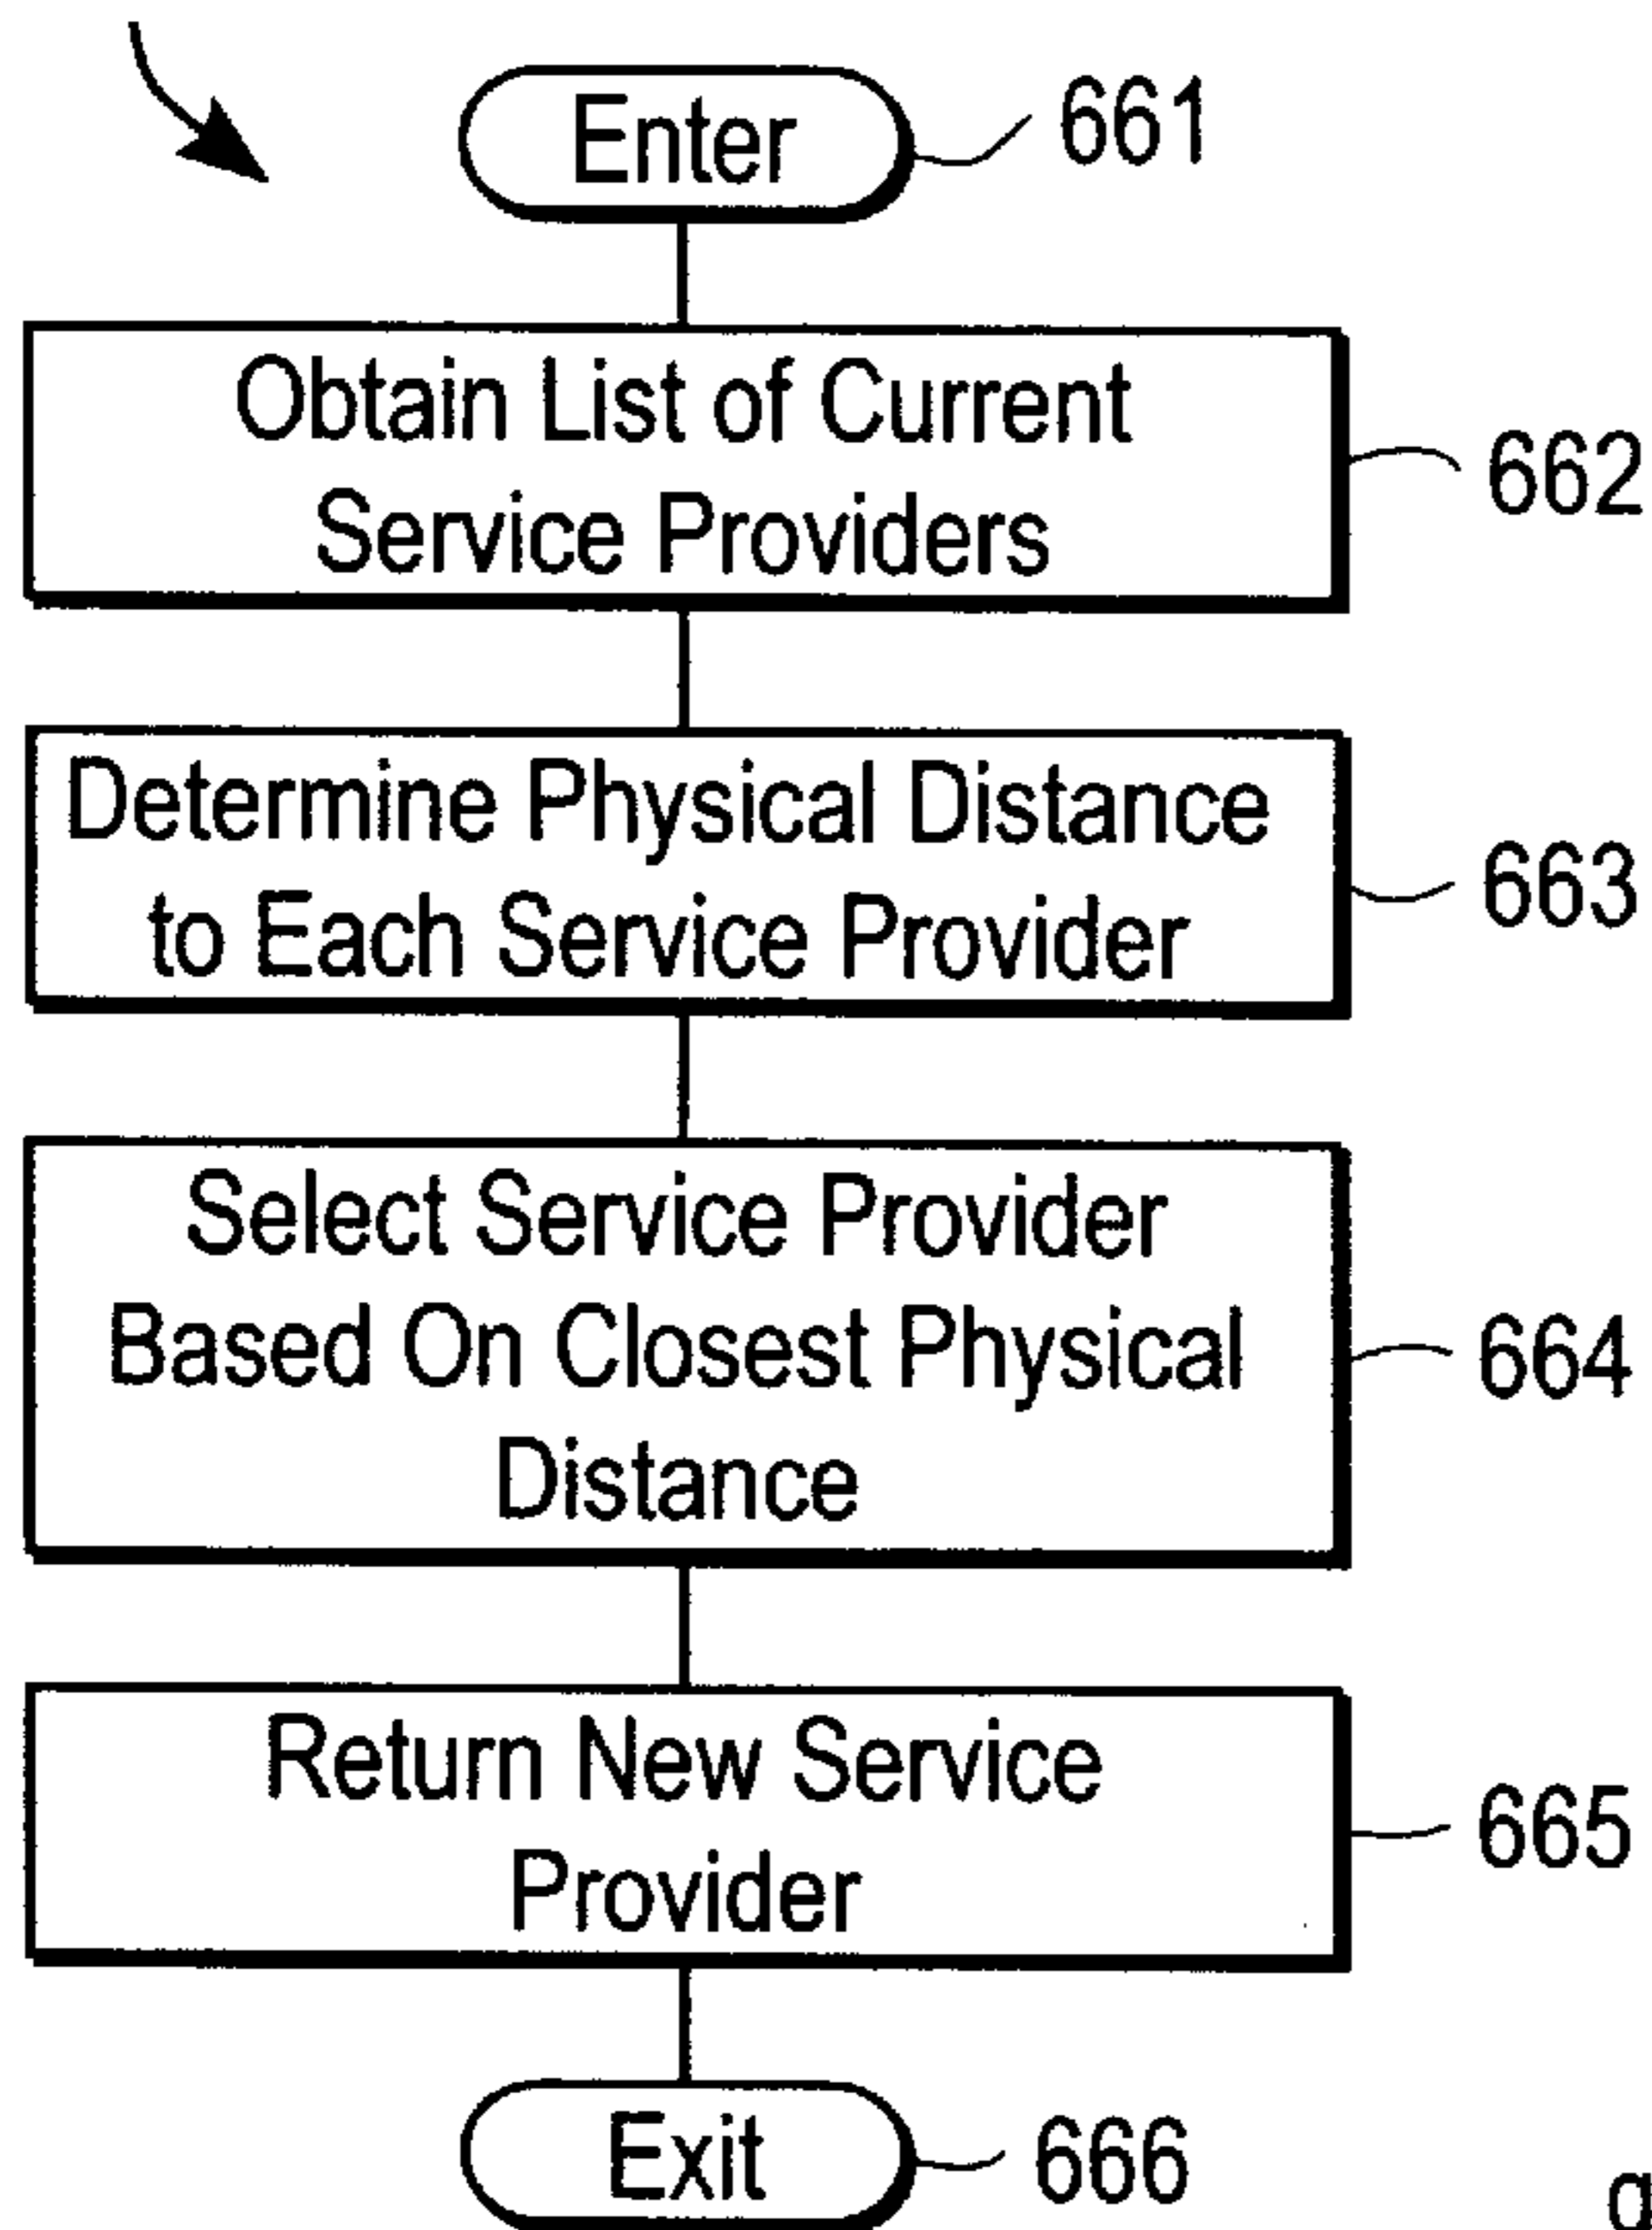 Enter
661
Obtain List of Current
Service Providers
662
Determine Physical Distance
to Each Service Provider
663
Select Service Provider
Based On Closest Physical
Distance
664
Return New Service
Provider
665
Exit
666